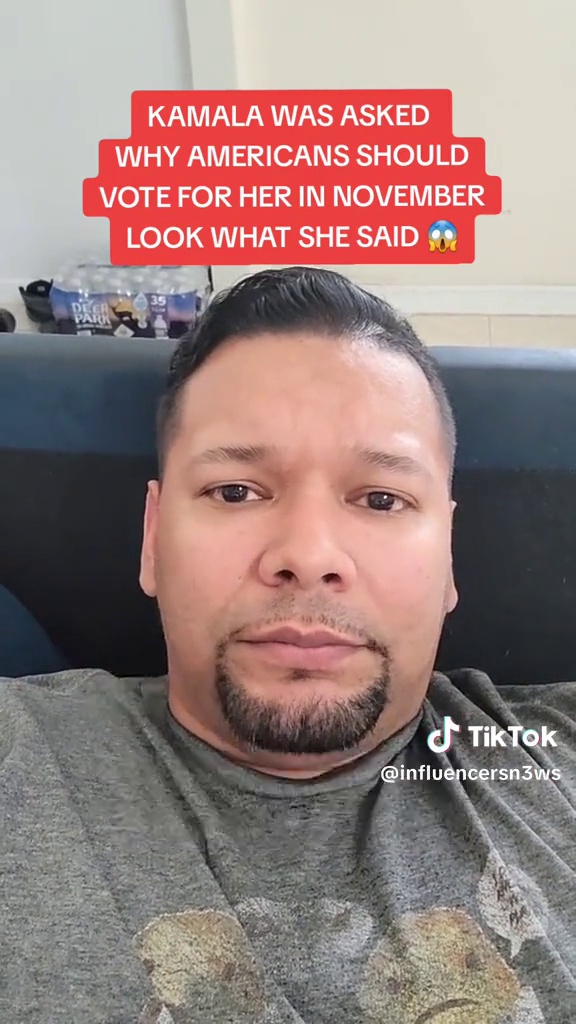 KAMALA WAS ASKED
WHY AMERICANS SHOULD
VOTE FOR HER IN NOVEMBER
LOOK WHAT SHE SAID 😱
DEER
PARK
35
TikTok
@influencersn3ws